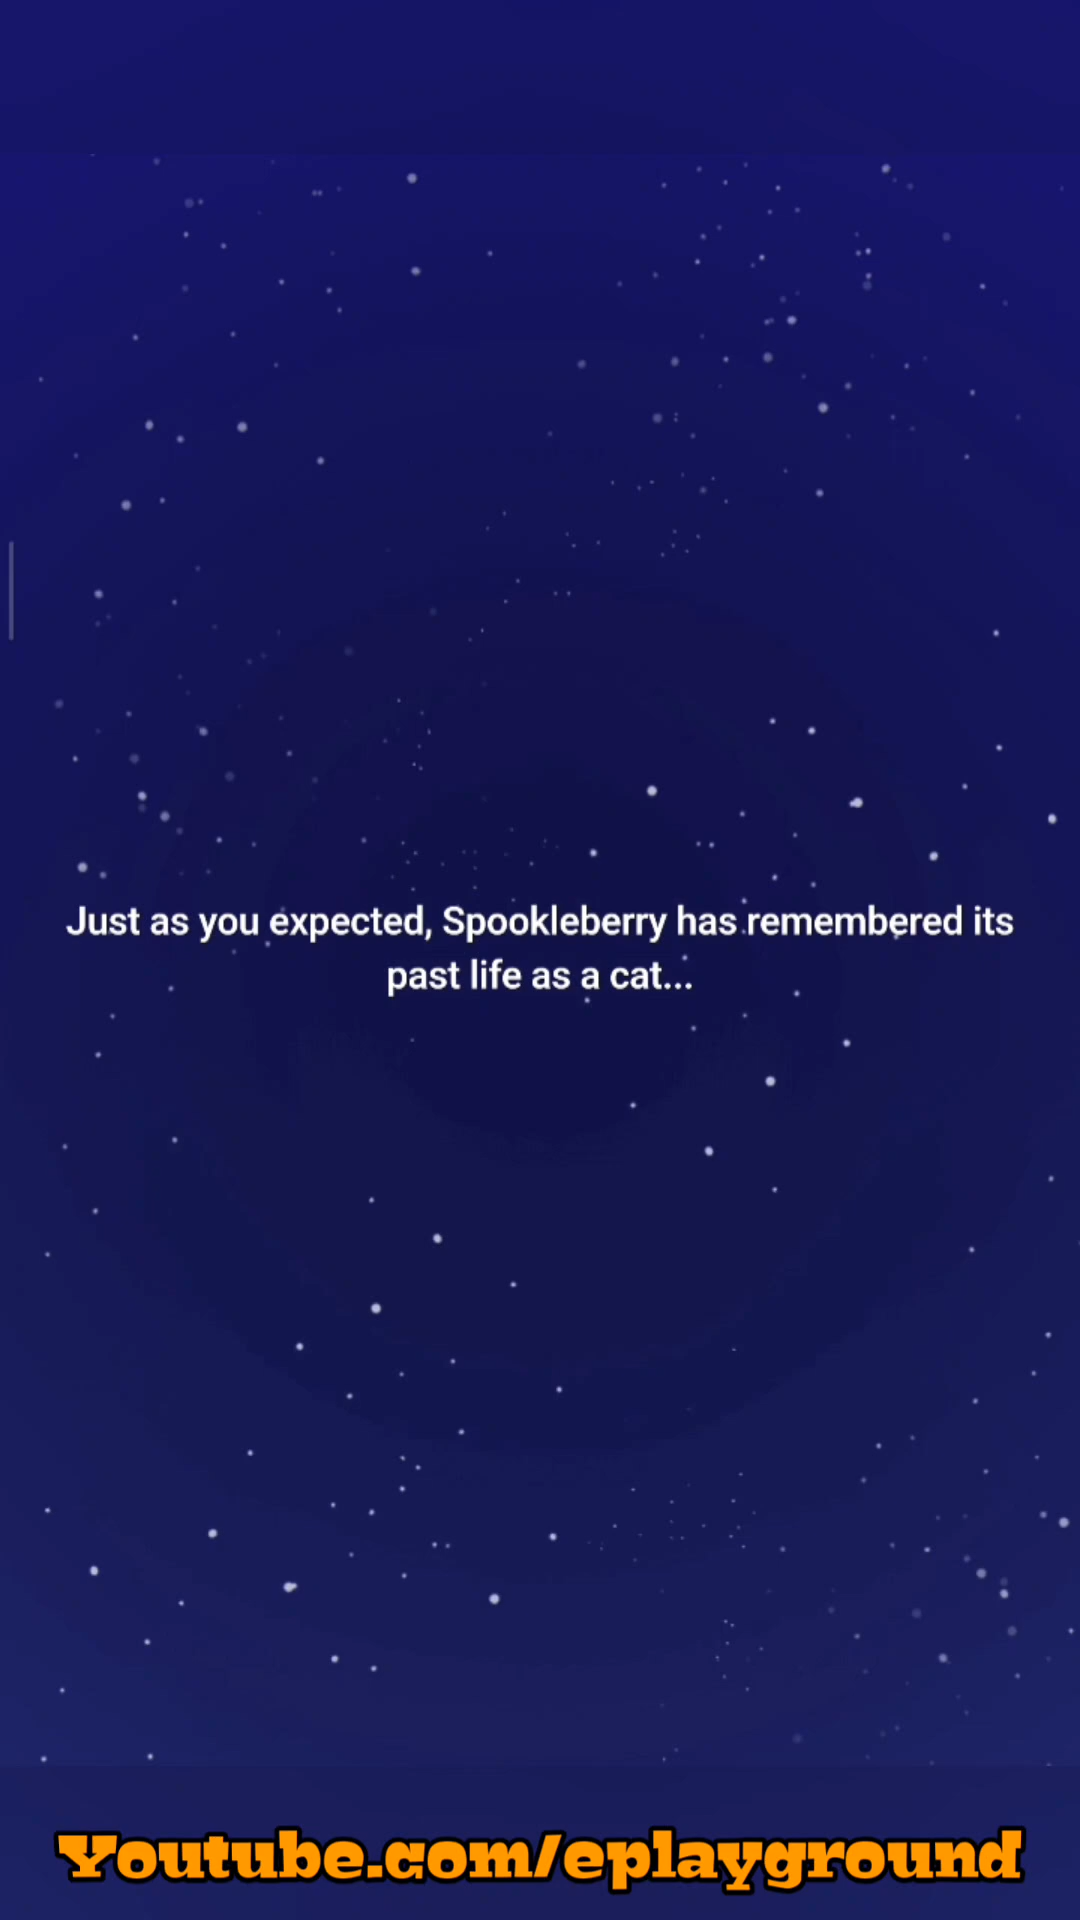 Just as you expected, Spookleberry has remembered its
past life as a cat...
Youtube.com/eplayground